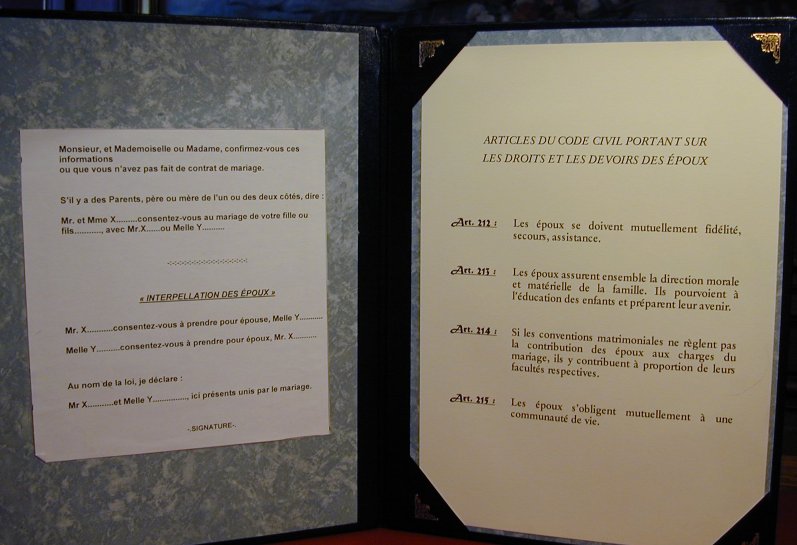 Monsieur, et Mademoiselle ou Madame, confirmez-vous ces
informations
ou que vous n'avez pas fait de contrat de mariage.
S'il y a des Parents, père ou mère de l'un ou des deux côtés, dire :
Mr. et Mme X.........consentez-vous au mariage de votre fille ou
fils............, avec Mr.X......ou Melle Y..........
-:-:-:-:-:-:-:-:-:-:-:-:-:-:-:-:-:-:-
« INTERPELLATION DES ÉPOUX »
Mr. X............consentez-vous à prendre pour épouse, Melle Y...........
Melle Y..........consentez-vous à prendre pour époux, Mr. X..........
Au nom de la loi, je déclare :
Mr X............et Melle Y................, ici présents unis par le mariage.
-.SIGNATURE-.
ARTICLES DU CODE CIVIL PORTANT SUR
LES DROITS ET LES DEVOIRS DES ÉPOUX
Art. 212 : Les époux se doivent mutuellement fidélité,
secours, assistance.
Art. 213 : Les époux assurent ensemble la direction morale
et matérielle de la famille. Ils pourvoient à
l'éducation des enfants et préparent leur avenir.
Art. 214 : Si les conventions matrimoniales ne règlent pas
la contribution des époux aux charges du
mariage, ils y contribuent à proportion de leurs
facultés respectives.
Art. 215 : Les époux s'obligent mutuellement à une
communauté de vie.